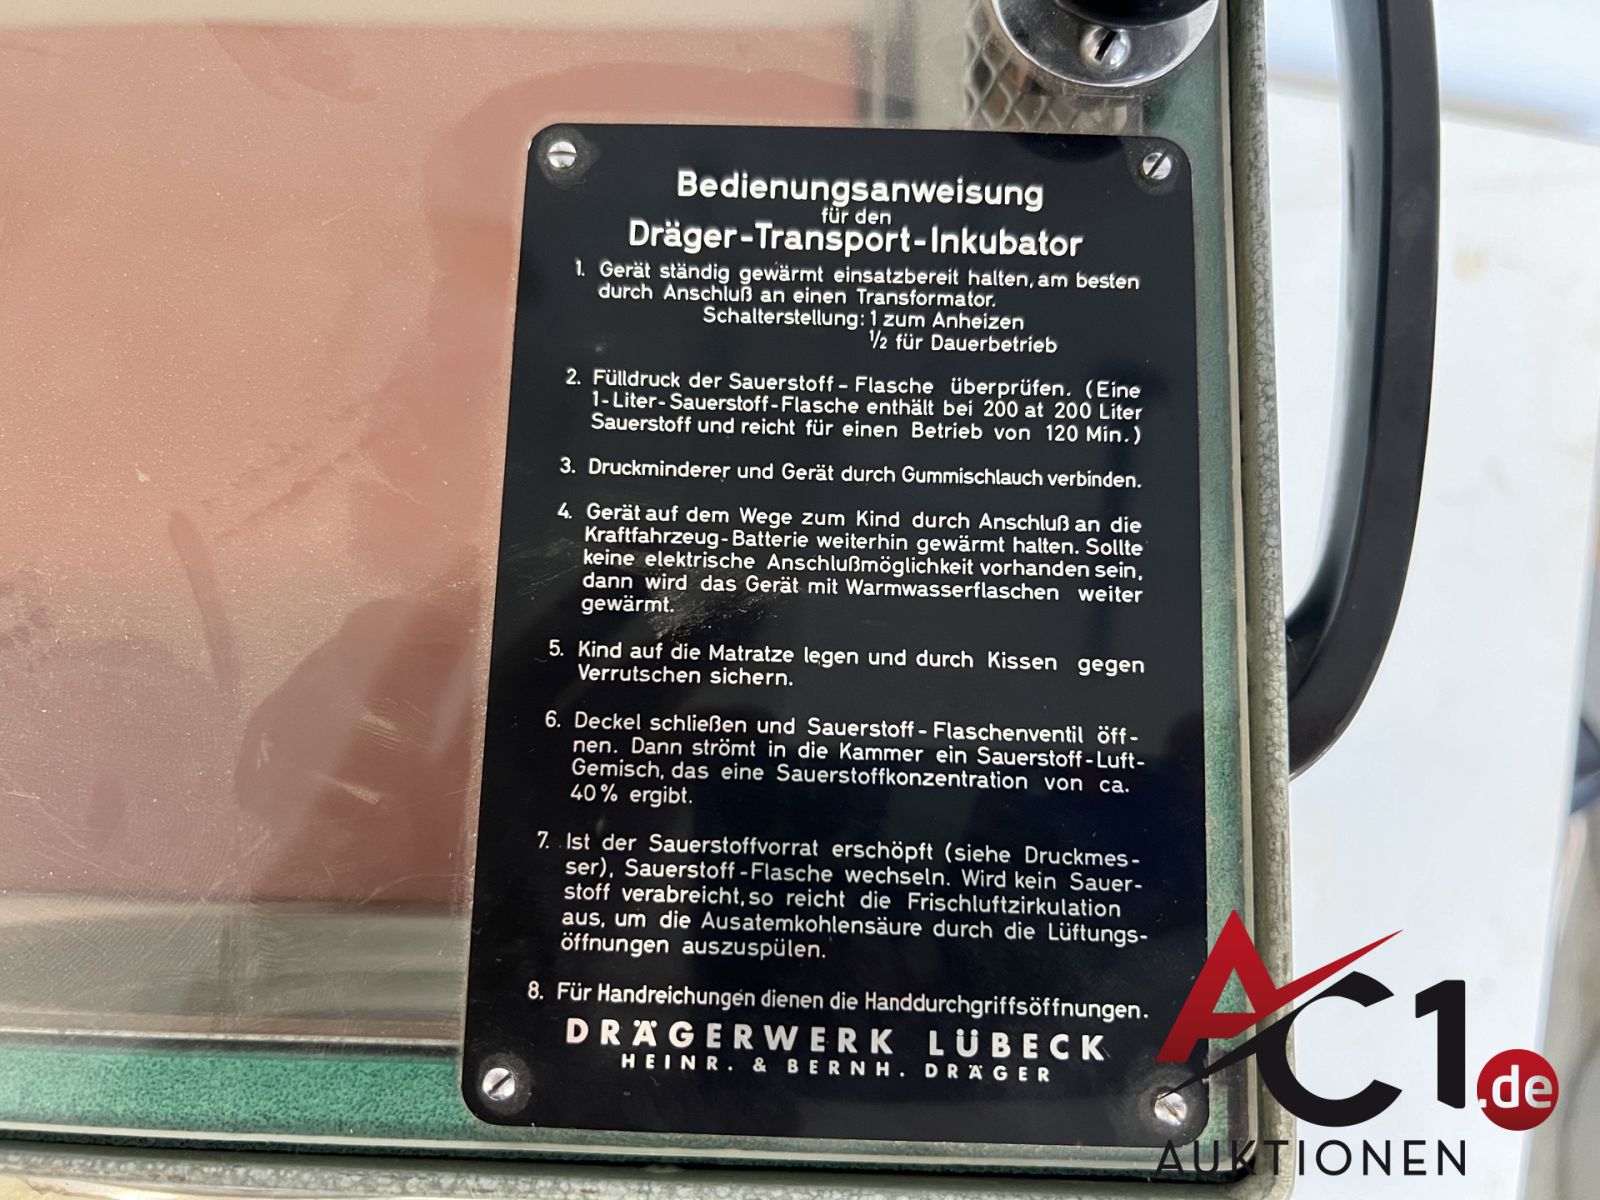 Bedienungsanweisung
für den
Dräger-Transport-Inkubator
1. Gerät ständig gewärmt einsatzbereit halten, am besten
durch Anschluß an einen Transformator.
Schalterstellung: 1 zum Anheizen
½ für Dauerbetrieb
2. Fülldruck der Sauerstoff-Flasche überprüfen. (Eine
1-Liter-Sauerstoff-Flasche enthält bei 200 at 200 Liter
Sauerstoff und reicht für einen Betrieb von 120 Min.)
3. Druckminderer und Gerät durch Gummischlauch verbinden.
4. Gerät auf dem Wege zum Kind durch Anschluß an die
Kraftfahrzeug-Batterie weiterhin gewärmt halten. Sollte
keine elektrische Anschlußmöglichkeit vorhanden sein,
dann wird das Gerät mit Warmwasserflaschen weiter
gewärmt.
5. Kind auf die Matratze legen und durch Kissen gegen
Verrutschen sichern.
6. Deckel schließen und Sauerstoff-Flaschenventil öff-
nen. Dann strömt in die Kammer ein Sauerstoff-Luft-
Gemisch, das eine Sauerstoffkonzentration von ca.
40% ergibt.
7. Ist der Sauerstoffvorrat erschöpft (siehe Druckmes-
ser), Sauerstoff-Flasche wechseln. Wird kein Sauer-
stoff verabreicht, so reicht die Frischluftzirkulation
aus, um die Ausatemkohlensäure durch die Lüftungs-
öffnungen auszuspülen.
8. Für Handreichungen dienen die Handdurchgriffsöffnungen.
DRÄGERWERK LÜBECK
HEINR. & BERNH. DRÄGER
AC1.de
AUKTIONEN